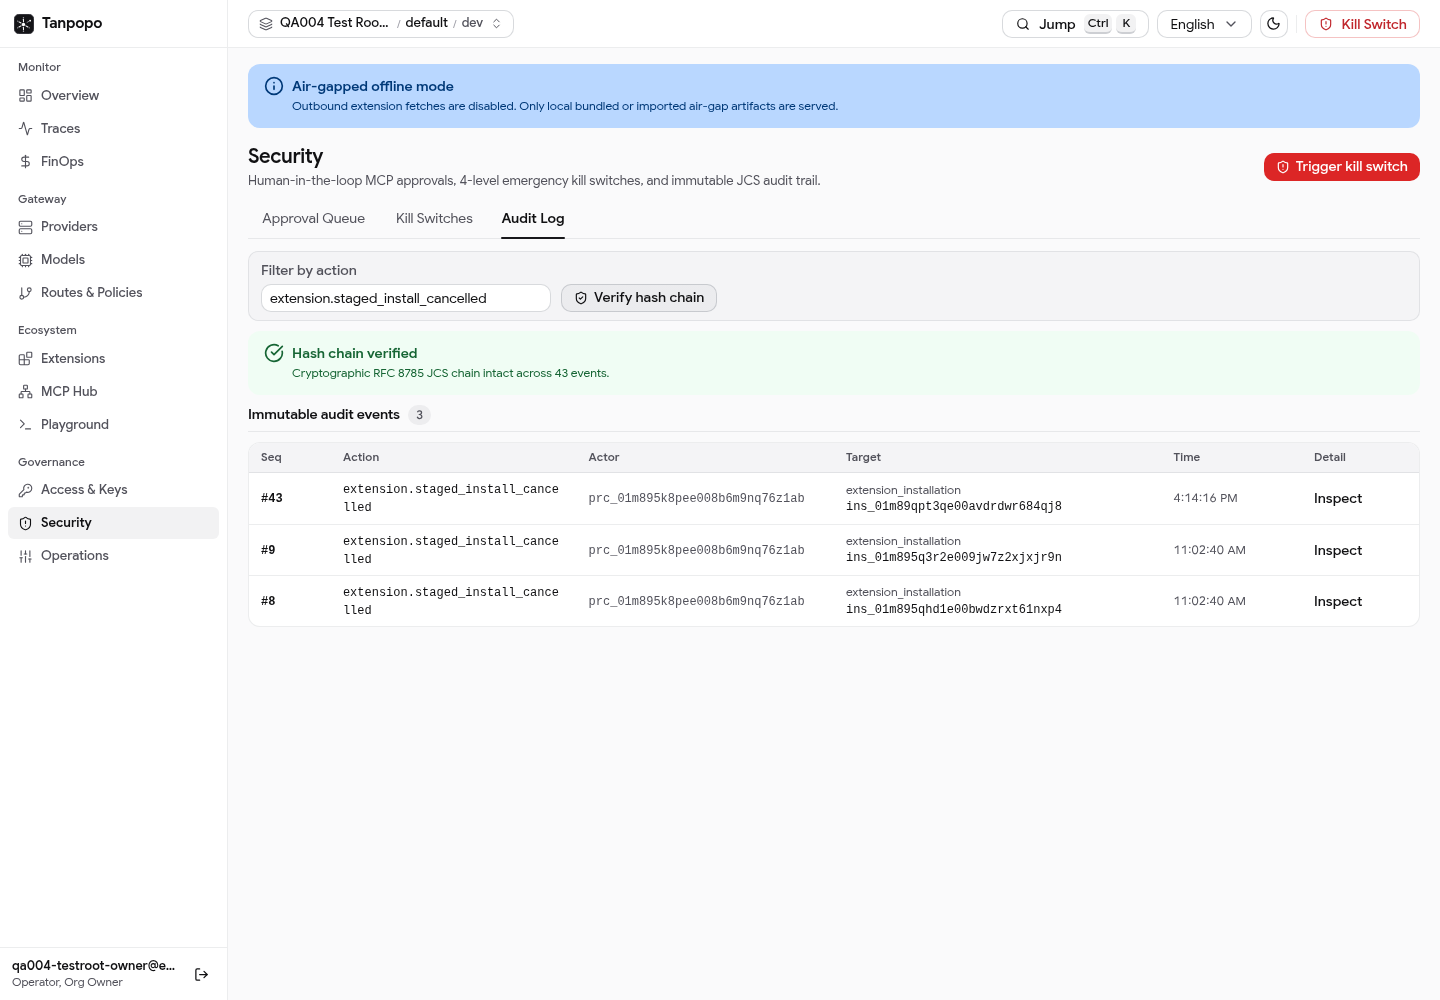 Tanpopo
QA004 Test Roo... / default / dev
Jump Ctrl K
English
Kill Switch
Monitor
Overview
Traces
FinOps
Gateway
Providers
Models
Routes & Policies
Ecosystem
Extensions
MCP Hub
Playground
Governance
Access & Keys
Security
Operations
qa004-testroot-owner@e...
Operator, Org Owner
Air-gapped offline mode
Outbound extension fetches are disabled. Only local bundled or imported air-gap artifacts are served.
Security
Human-in-the-loop MCP approvals, 4-level emergency kill switches, and immutable JCS audit trail.
Trigger kill switch
Approval Queue Kill Switches Audit Log
Filter by action
extension.staged_install_cancelled
Verify hash chain
Hash chain verified
Cryptographic RFC 8785 JCS chain intact across 43 events.
Immutable audit events 3
Seq Action Actor Target Time Detail
#43 extension.staged_install_cance
lled
prc_01m895k8pee008b6m9nq76z1ab
extension_installation
ins_01m89qpt3qe00avdrdwr684qj8
4:14:16 PM Inspect
#9 extension.staged_install_cance
lled
prc_01m895k8pee008b6m9nq76z1ab
extension_installation
ins_01m895q3r2e009jw7z2xjxjr9n
11:02:40 AM Inspect
#8 extension.staged_install_cance
lled
prc_01m895k8pee008b6m9nq76z1ab
extension_installation
ins_01m895qhd1e00bwdzrxt61nxp4
11:02:40 AM Inspect